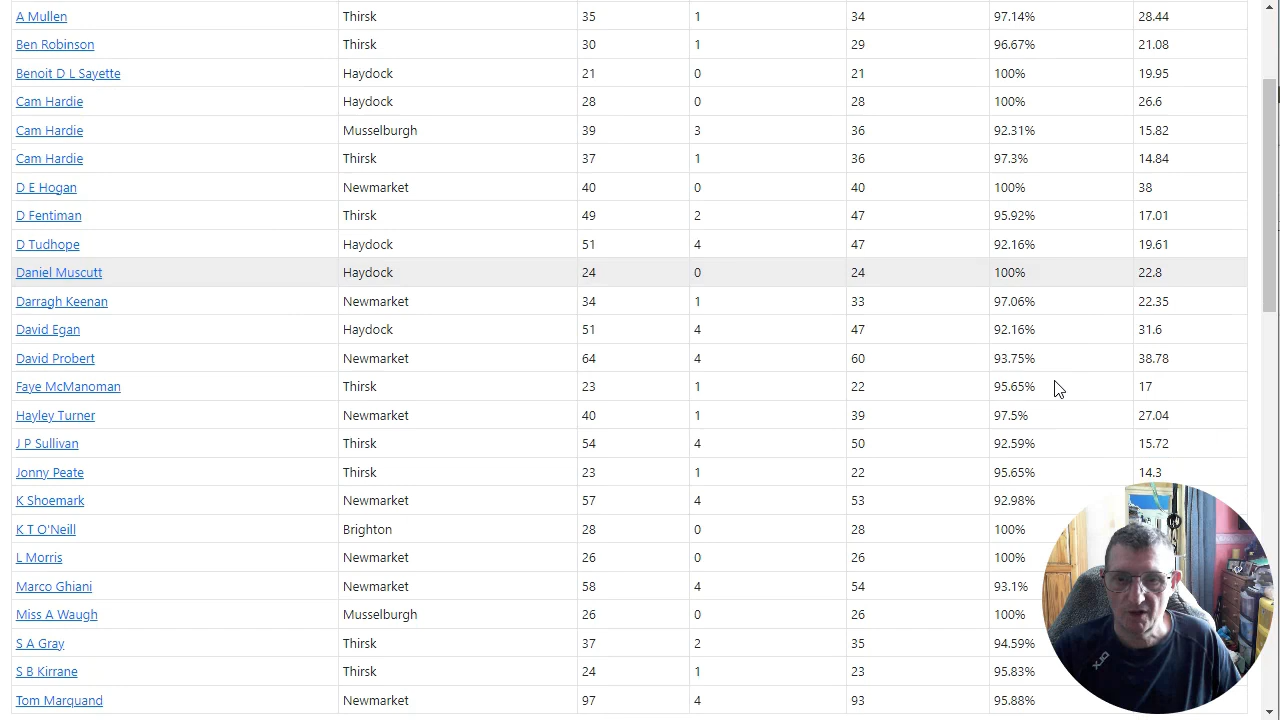 A Mullen Thirsk 35 1 34 97.14% 28.44
Ben Robinson Thirsk 30 1 29 96.67% 21.08
Benoit D L Sayette Haydock 21 0 21 100% 19.95
Cam Hardie Haydock 28 0 28 100% 26.6
Cam Hardie Musselburgh 39 3 36 92.31% 15.82
Cam Hardie Thirsk 37 1 36 97.3% 14.84
D E Hogan Newmarket 40 0 40 100% 38
D Fentiman Thirsk 49 2 47 95.92% 17.01
D Tudhope Haydock 51 4 47 92.16% 19.61
Daniel Muscutt Haydock 24 0 24 100% 22.8
Darragh Keenan Newmarket 34 1 33 97.06% 22.35
David Egan Haydock 51 4 47 92.16% 31.6
David Probert Newmarket 64 4 60 93.75% 38.78
Faye McManoman Thirsk 23 1 22 95.65% 17
Hayley Turner Newmarket 40 1 39 97.5% 27.04
J P Sullivan Thirsk 54 4 50 92.59% 15.72
Jonny Peate Thirsk 23 1 22 95.65% 14.3
K Shoemark Newmarket 57 4 53 92.98%
K T O'Neill Brighton 28 0 28 100%
L Morris Newmarket 26 0 26 100%
Marco Ghiani Newmarket 58 4 54 93.1%
Miss A Waugh Musselburgh 26 0 26 100%
S A Gray Thirsk 37 2 35 94.59%
S B Kirrane Thirsk 24 1 23 95.83%
Tom Marquand Newmarket 97 4 93 95.88%